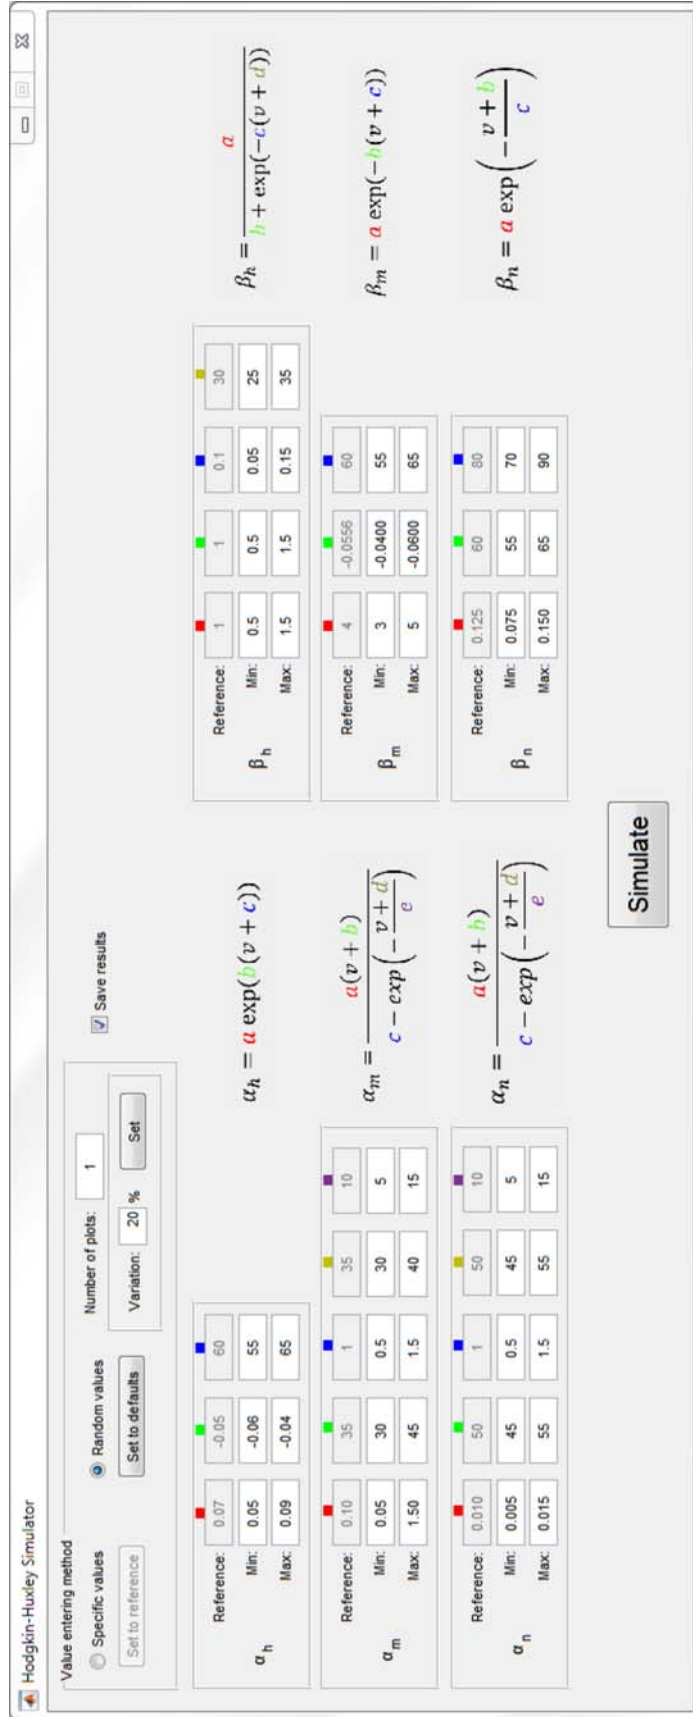 Hodgkin-Huxley Simulator
Value entering method
Specific values
Random values
Number of plots: 1
Set to reference
Set to defaults
Variation: 20 % Set
Save results
α_h
Reference: 0.07 -0.05 60
Min: 0.05 -0.06 55
Max: 0.09 -0.04 65
α_h = a exp(b(v + c))
β_h
Reference: 1 1 0.1 30
Min: 0.5 0.5 0.05 25
Max: 1.5 1.5 0.15 35
β_h = a / (b + exp(−c(v + d)))
α_m
Reference: 0.10 35 1 35 10
Min: 0.05 30 0.5 30 5
Max: 1.50 45 1.5 40 15
α_m = a(v + b) / (c − exp(−(v + d)/e))
β_m
Reference: 4 -0.0556 60
Min: 3 -0.0400 55
Max: 5 -0.0600 65
β_m = a exp(−b(v + c))
α_n
Reference: 0.010 50 1 50 10
Min: 0.005 45 0.5 45 5
Max: 0.015 55 1.5 55 15
α_n = a(v + b) / (c − exp(−(v + d)/e))
β_n
Reference: 0.125 60 80
Min: 0.075 55 70
Max: 0.150 65 90
β_n = a exp(−(v + b)/c)
Simulate